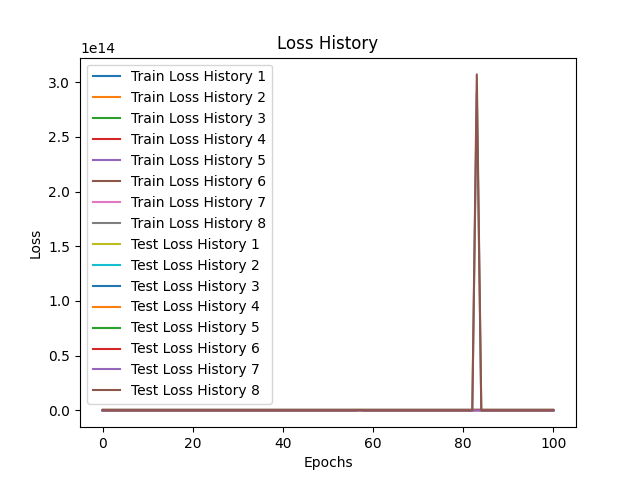 Loss History
1e14
3.0
2.5
2.0
1.5
1.0
0.5
0.0
Loss
Train Loss History 1
Train Loss History 2
Train Loss History 3
Train Loss History 4
Train Loss History 5
Train Loss History 6
Train Loss History 7
Train Loss History 8
Test Loss History 1
Test Loss History 2
Test Loss History 3
Test Loss History 4
Test Loss History 5
Test Loss History 6
Test Loss History 7
Test Loss History 8
0 20 40 60 80 100
Epochs